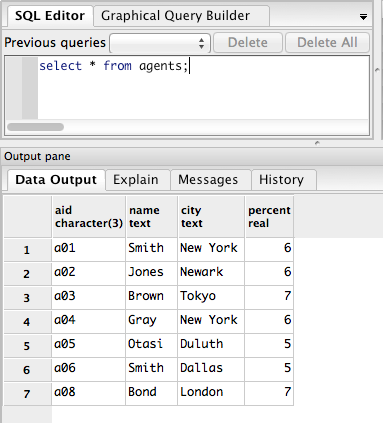 SQL Editor Graphical Query Builder
Previous queries Delete Delete All
select * from agents;
Output pane
Data Output Explain Messages History
aid name city percent
character(3) text text real
1 a01 Smith New York 6
2 a02 Jones Newark 6
3 a03 Brown Tokyo 7
4 a04 Gray New York 6
5 a05 Otasi Duluth 5
6 a06 Smith Dallas 5
7 a08 Bond London 7